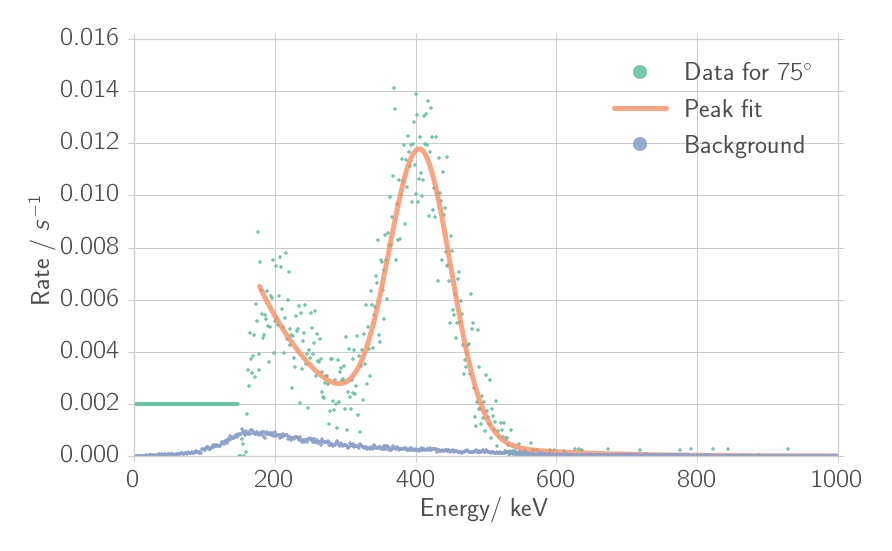 0.016
0.014
0.012
0.010
0.008
0.006
0.004
0.002
0.000
Rate / s⁻¹
0 200 400 600 800 1000
Energy/ keV
Data for 75°
Peak fit
Background